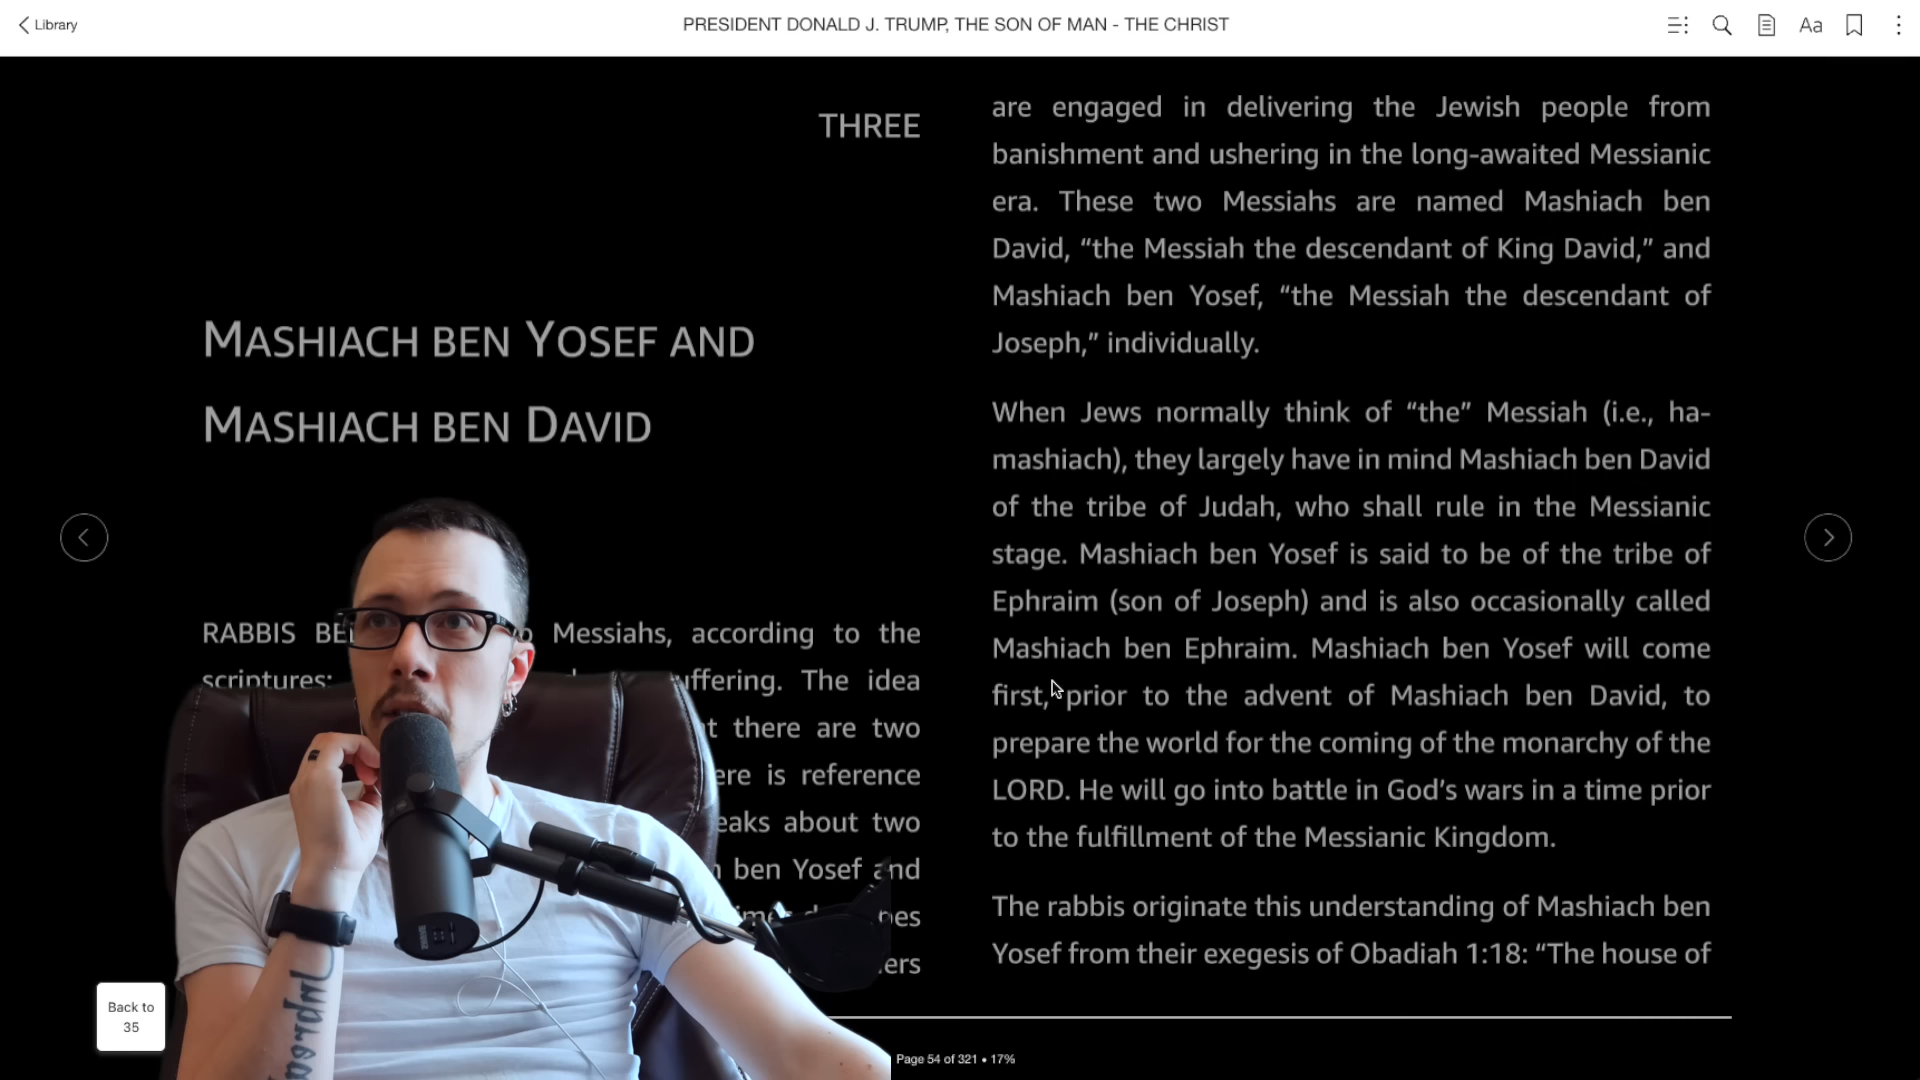 Library
PRESIDENT DONALD J. TRUMP, THE SON OF MAN - THE CHRIST
Aa
THREE
MASHIACH BEN YOSEF AND
MASHIACH BEN DAVID
RABBIS Messiahs, according to the
scriptures: The idea
there are two
is reference
about two
ben Yosef and
are engaged in delivering the Jewish people from
banishment and ushering in the long-awaited Messianic
era. These two Messiahs are named Mashiach ben
David, “the Messiah the descendant of King David,” and
Mashiach ben Yosef, “the Messiah the descendant of
Joseph,” individually.
When Jews normally think of “the” Messiah (i.e., ha-
mashiach), they largely have in mind Mashiach ben David
of the tribe of Judah, who shall rule in the Messianic
stage. Mashiach ben Yosef is said to be of the tribe of
Ephraim (son of Joseph) and is also occasionally called
Mashiach ben Ephraim. Mashiach ben Yosef will come
first, prior to the advent of Mashiach ben David, to
prepare the world for the coming of the monarchy of the
LORD. He will go into battle in God’s wars in a time prior
to the fulfillment of the Messianic Kingdom.
The rabbis originate this understanding of Mashiach ben
Yosef from their exegesis of Obadiah 1:18: “The house of
Back to
35
Page 54 of 321 • 17%